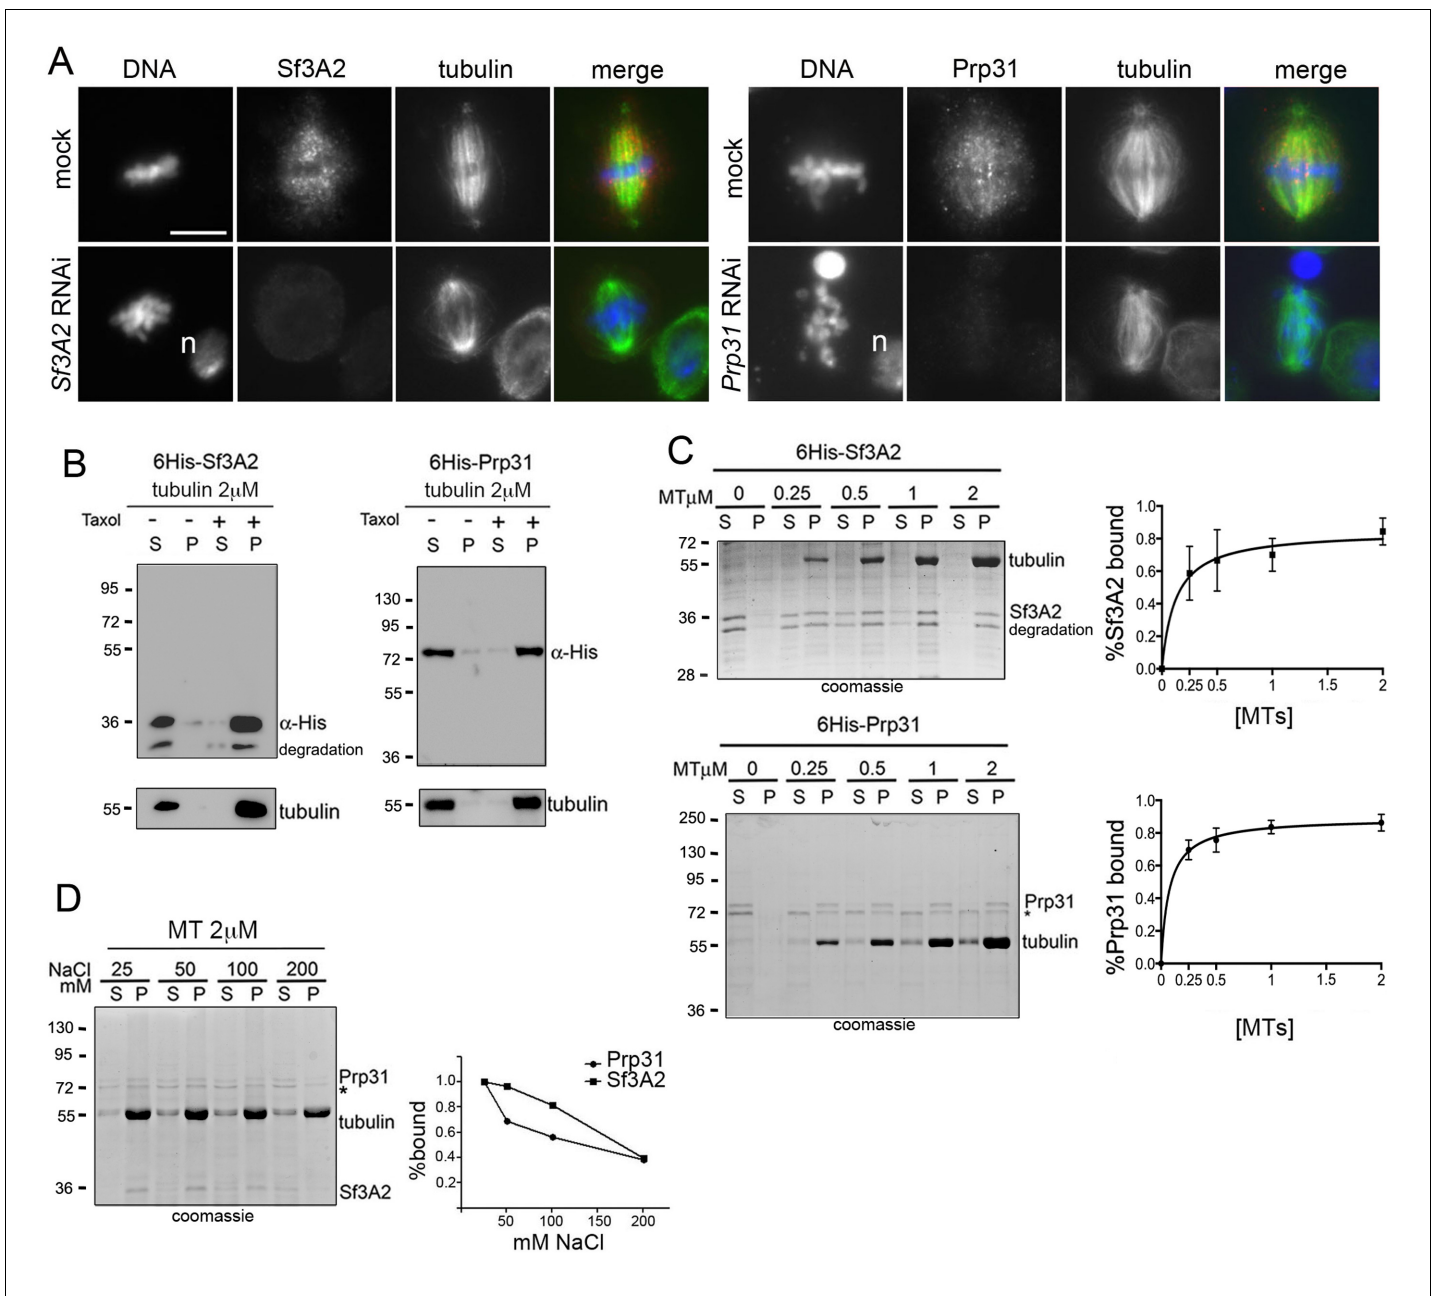 A
DNA Sf3A2 tubulin merge DNA Prp31 tubulin merge
mock mock
Sf3A2 RNAi n Prp31 RNAi n
B
6His-Sf3A2 6His-Prp31
tubulin 2μM tubulin 2μM
Taxol - - + + Taxol - - + +
S P S P S P S P
95
72
55
36
α-His
degradation
55 tubulin
130
95
72
55
36
α-His
55 tubulin
C
6His-Sf3A2
MTμM 0 0.25 0.5 1 2
S P S P S P S P S P
72
55 tubulin
36 Sf3A2
degradation
28
coomassie
%Sf3A2 bound
1.0
0.8
0.6
0.4
0.2
0.0
0 0.25 0.5 1 1.5 2
[MTs]
6His-Prp31
MTμM 0 0.25 0.5 1 2
S P S P S P S P S P
250
130
95
72 Prp31
*
55 tubulin
36
coomassie
%Prp31 bound
1.0
0.8
0.6
0.4
0.2
0.0
0 0.25 0.5 1 1.5 2
[MTs]
D
MT 2μM
NaCl 25 50 100 200
mM
S P S P S P S P
130
95
72 Prp31
*
55 tubulin
36 Sf3A2
coomassie
Prp31
Sf3A2
%bound
1.0
0.8
0.6
0.4
0.2
50 100 150 200
mM NaCl